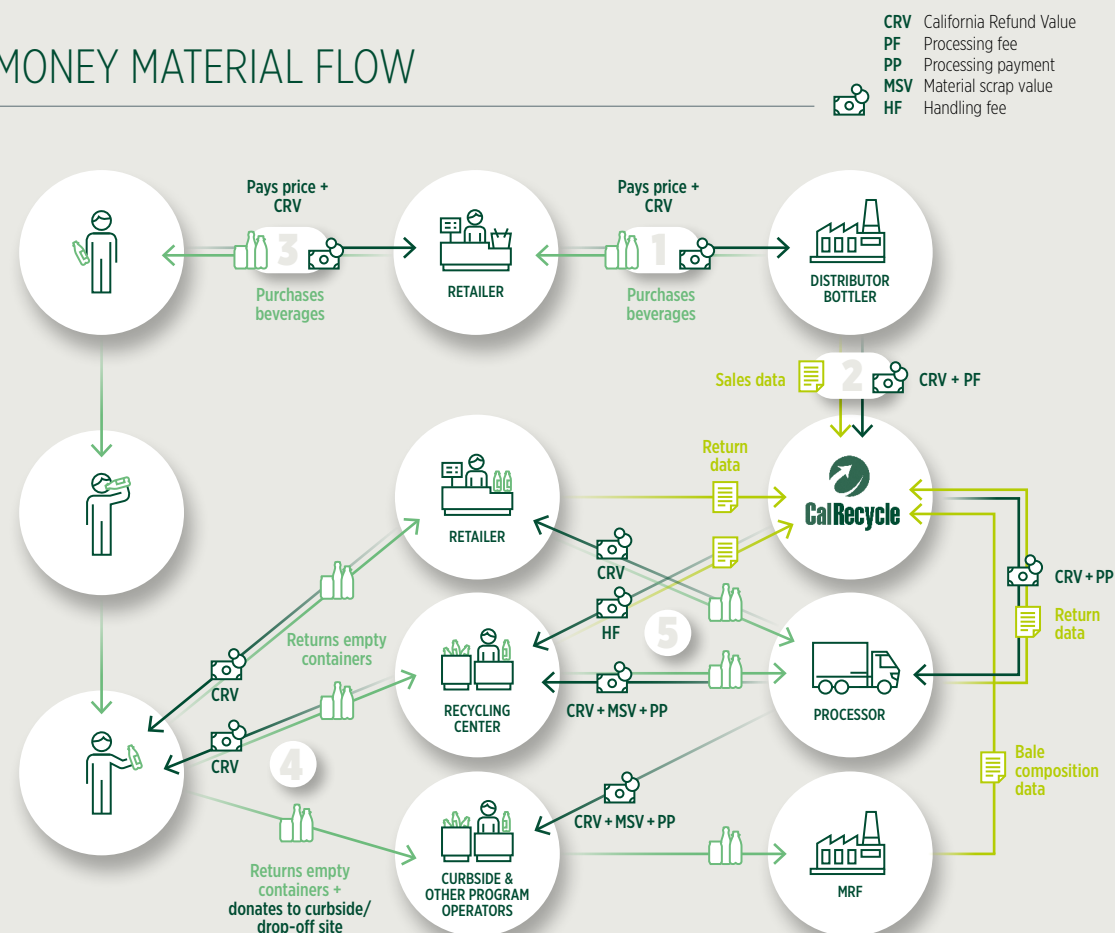 MONEY MATERIAL FLOW
CRV California Refund Value
PF Processing fee
PP Processing payment
MSV Material scrap value
HF Handling fee
Pays price +
CRV
3
Purchases
beverages
RETAILER
Pays price +
CRV
1
Purchases
beverages
DISTRIBUTOR
BOTTLER
Sales data
2
CRV + PF
Return
data
RETAILER
CalRecycle
CRV
HF
5
CRV + PP
Return
data
Returns empty
containers
CRV
CRV
4
RECYCLING
CENTER
CRV + MSV + PP
PROCESSOR
Bale
composition
data
CRV + MSV + PP
Returns empty
containers +
donates to curbside/
drop-off site
CURBSIDE &
OTHER PROGRAM
OPERATORS
MRF